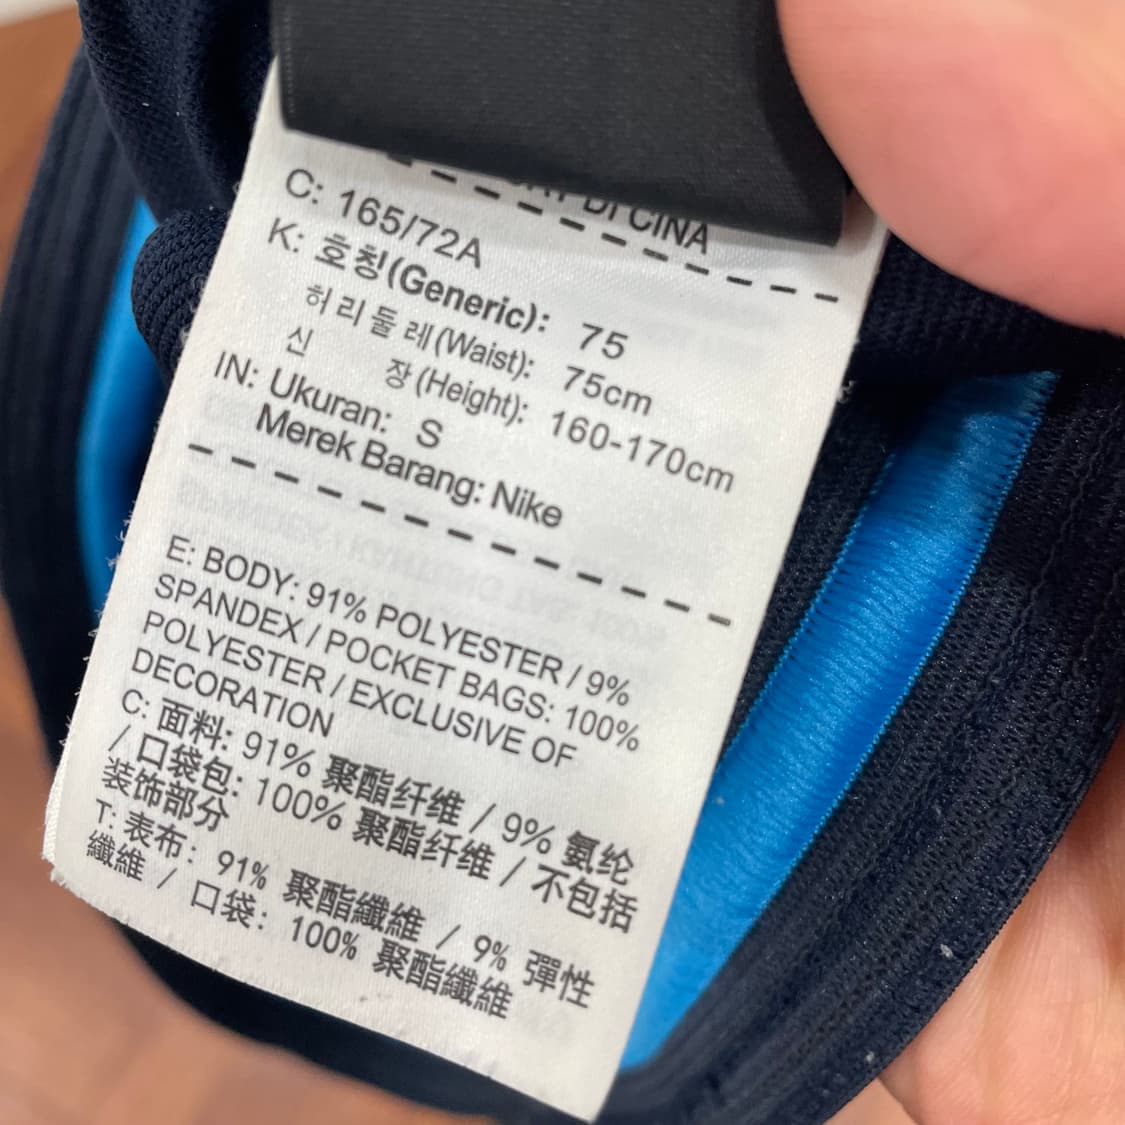 DI CINA
C: 165/72A
K: 호칭(Generic): 75
허리둘레(Waist): 75cm
신 장(Height): 160-170cm
IN: Ukuran: S
Merek Barang: Nike
E: BODY: 91% POLYESTER / 9%
SPANDEX / POCKET BAGS: 100%
POLYESTER / EXCLUSIVE OF
DECORATION
C: 面料: 91% 聚酯纤维 / 9% 氨纶
/ 口袋包: 100% 聚酯纤维 / 不包括
装饰部分
T: 表布: 91% 聚酯纖維 / 9% 彈性
纖維 / 口袋: 100% 聚酯纖維